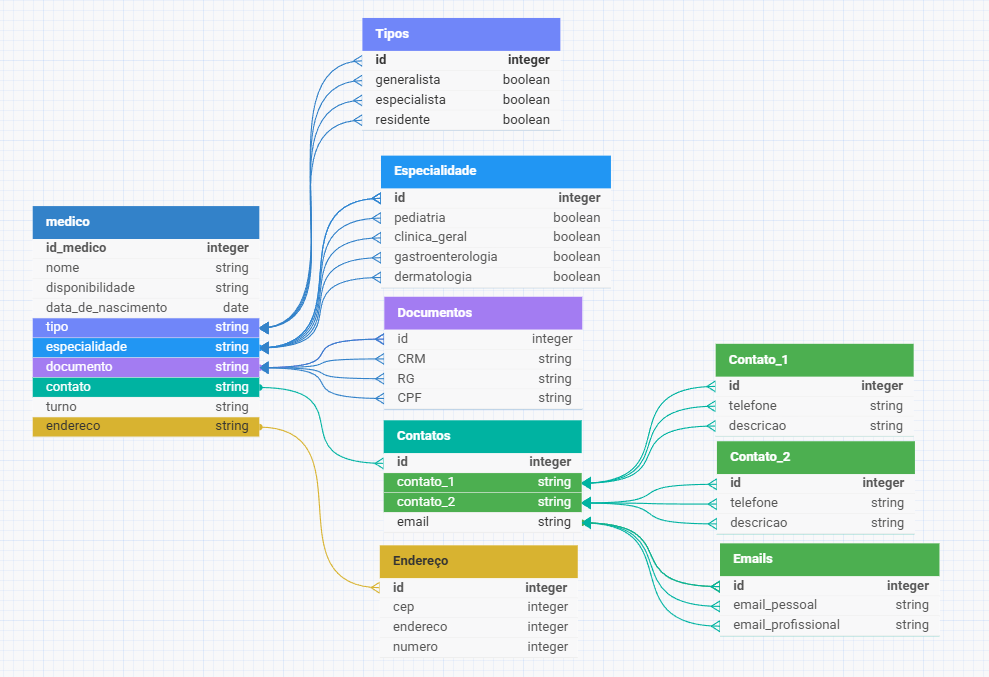 Tipos
id integer
generalista boolean
especialista boolean
residente boolean
Especialidade
id integer
pediatria boolean
clinica_geral boolean
gastroenterologia boolean
dermatologia boolean
medico
id_medico integer
nome string
disponibilidade string
data_de_nascimento date
tipo string
especialidade string
documento string
contato string
turno string
endereco string
Documentos
id integer
CRM string
RG string
CPF string
Contatos
id integer
contato_1 string
contato_2 string
email string
Endereço
id integer
cep integer
endereco integer
numero integer
Contato_1
id integer
telefone string
descricao string
Contato_2
id integer
telefone string
descricao string
Emails
id integer
email_pessoal string
email_profissional string